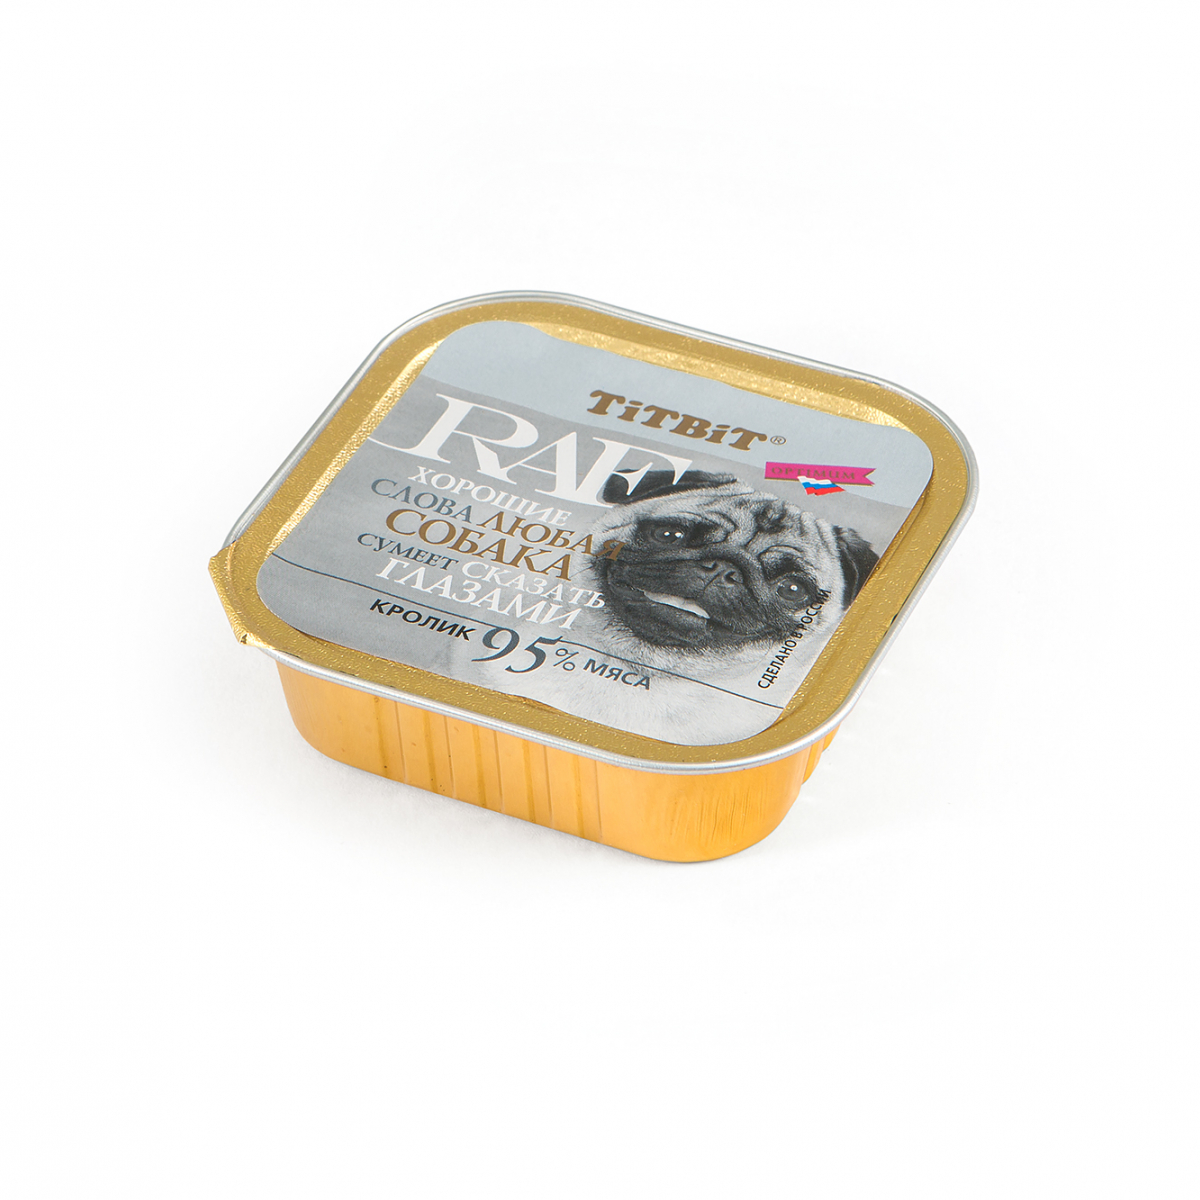 TiTBiT®
RAF
OPTIMUM
ХОРОШИЕ
СЛОВА ЛЮБАЯ
СОБАКА
СУМЕЕТ СКАЗАТЬ
ГЛАЗАМИ
КРОЛИК 95% МЯСА
СДЕЛАНО В РОССИИ